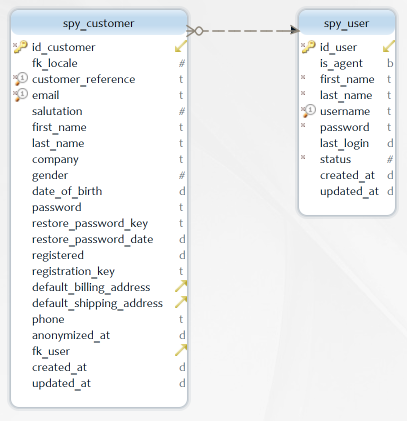 spy_customer
id_customer
fk_locale #
customer_reference t
email t
salutation #
first_name t
last_name t
company t
gender #
date_of_birth d
password t
restore_password_key t
restore_password_date d
registered d
registration_key t
default_billing_address
default_shipping_address
phone t
anonymized_at d
fk_user
created_at d
updated_at d
spy_user
id_user
is_agent b
first_name t
last_name t
username t
password t
last_login d
status #
created_at d
updated_at d